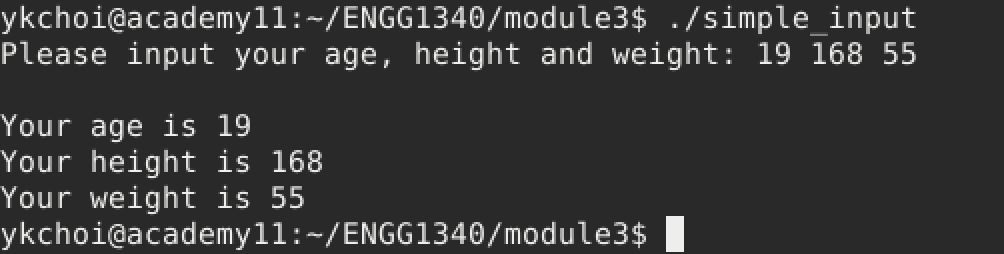 ykchoi@academy11:~/ENGG1340/module3$ ./simple_input
Please input your age, height and weight: 19 168 55
Your age is 19
Your height is 168
Your weight is 55
ykchoi@academy11:~/ENGG1340/module3$